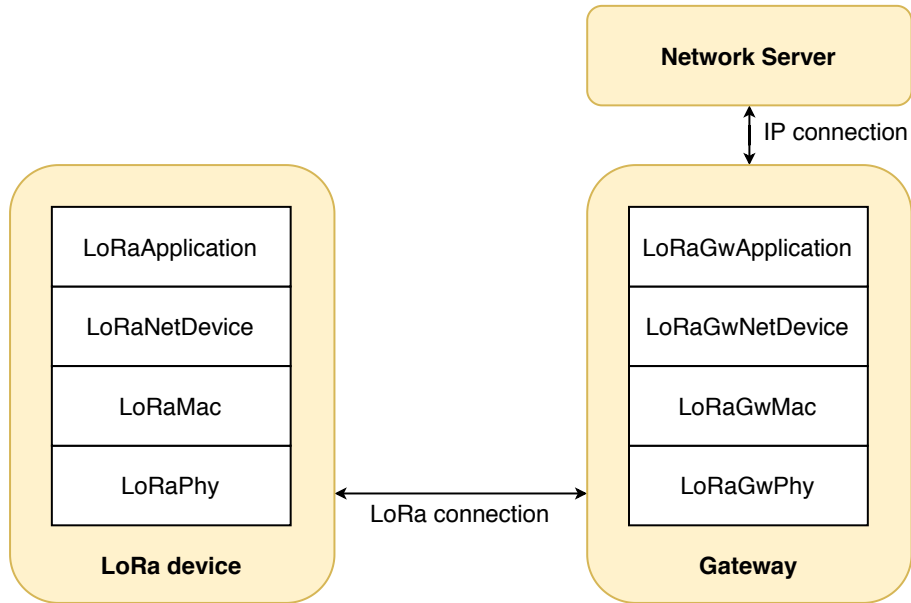 Network Server
IP connection
LoRaApplication
LoRaNetDevice
LoRaMac
LoRaPhy
LoRa device
LoRa connection
LoRaGwApplication
LoRaGwNetDevice
LoRaGwMac
LoRaGwPhy
Gateway